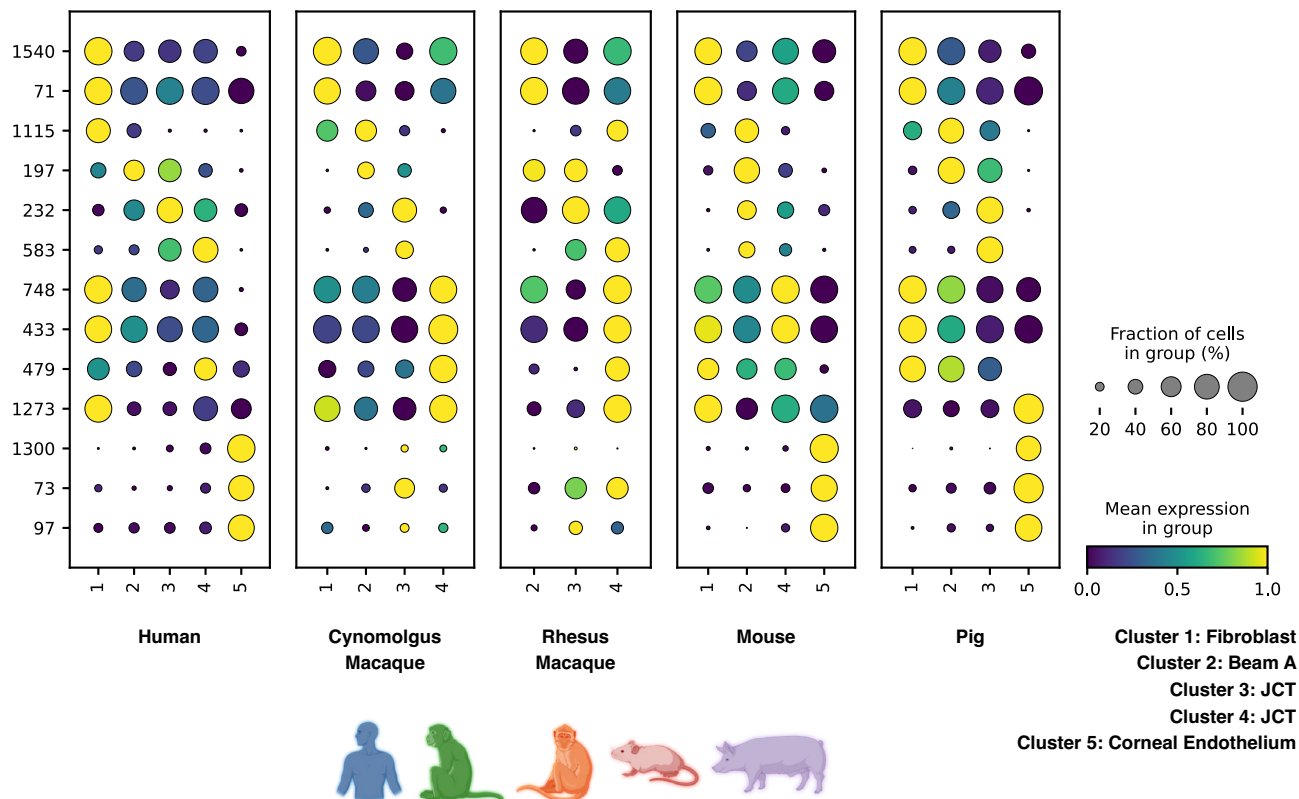 1540
71
1115
197
232
583
748
433
479
1273
1300
73
97
1 2 3 4 5
1 2 3 4
2 3 4
1 2 4 5
1 2 3 5
Human
Cynomolgus
Macaque
Rhesus
Macaque
Mouse
Pig
Fraction of cells
in group (%)
20 40 60 80 100
Mean expression
in group
0.0 0.5 1.0
Cluster 1: Fibroblast
Cluster 2: Beam A
Cluster 3: JCT
Cluster 4: JCT
Cluster 5: Corneal Endothelium